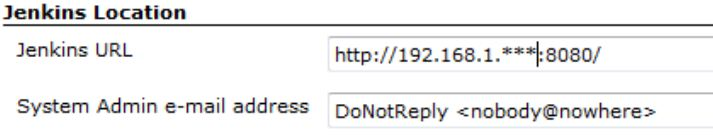 Jenkins Location
Jenkins URL http://192.168.1.***:8080/
System Admin e-mail address DoNotReply <nobody@nowhere>